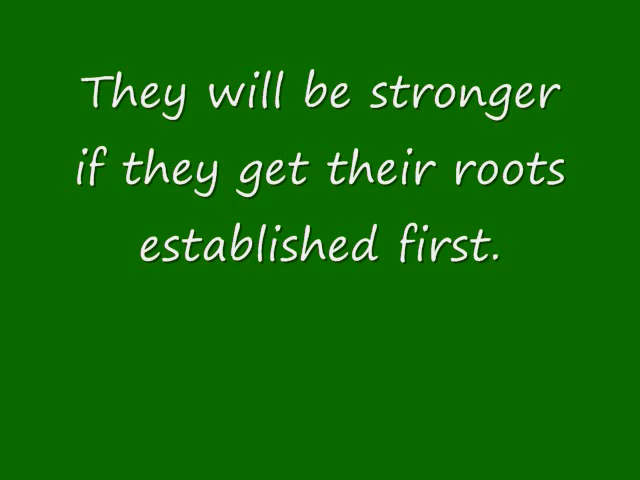 They will be stronger
if they get their roots
established first.